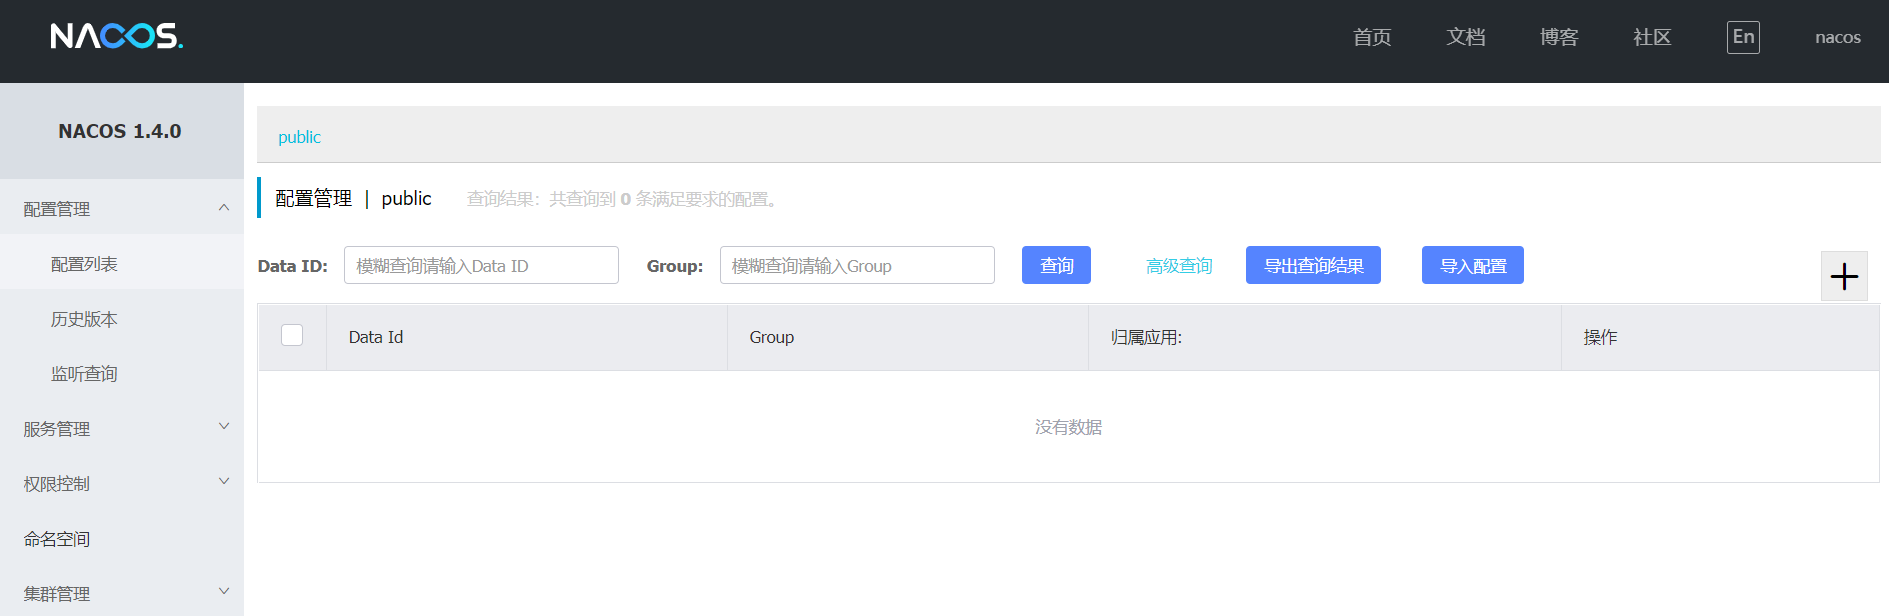 NACOS.
首页 文档 博客 社区 En nacos
NACOS 1.4.0
配置管理
配置列表
历史版本
监听查询
服务管理
权限控制
命名空间
集群管理
public
配置管理 | public 查询结果：共查询到 0 条满足要求的配置。
Data ID: 模糊查询请输入Data ID Group: 模糊查询请输入Group 查询 高级查询 导出查询结果 导入配置 +
Data Id Group 归属应用: 操作
没有数据